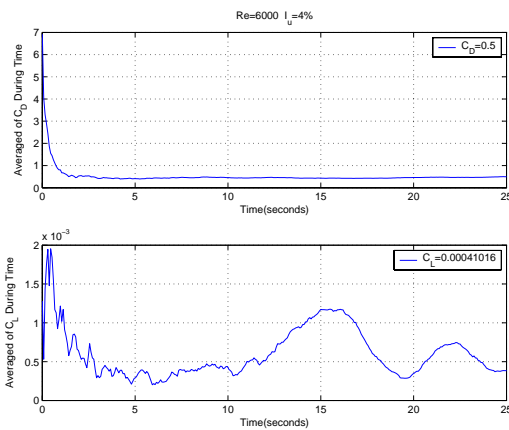 Re=6000 I_u=4%
Averaged of C_D During Time
7
6
5
4
3
2
1
0
C_D=0.5
0 5 10 15 20 25
Time(seconds)
Averaged of C_L During Time
x 10^-3
2
1.5
1
0.5
0
C_L=0.00041016
0 5 10 15 20 25
Time(seconds)